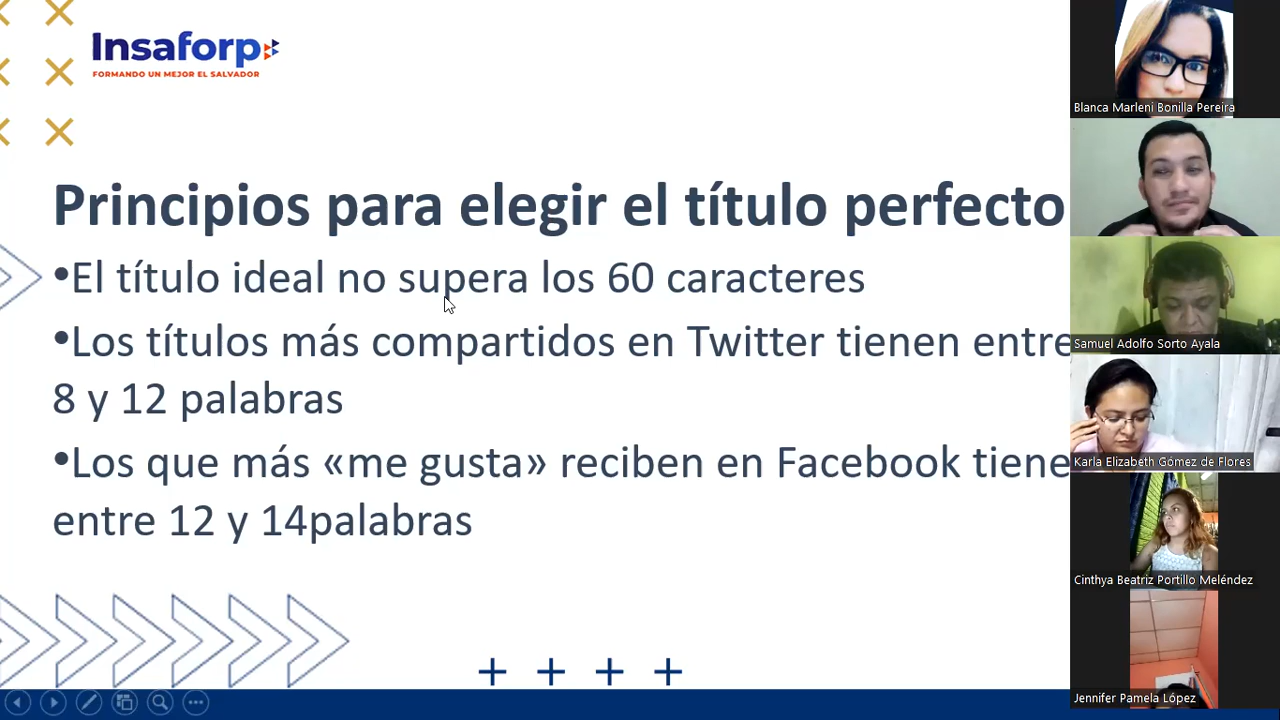 Insaforp
FORMANDO UN MEJOR EL SALVADOR
Principios para elegir el título perfecto
•El título ideal no supera los 60 caracteres
•Los títulos más compartidos en Twitter tienen entre
8 y 12 palabras
•Los que más «me gusta» reciben en Facebook tiene
entre 12 y 14palabras
Blanca Marleni Bonilla Pereira
Samuel Adolfo Sorto Ayala
Karla Elizabeth Gómez de Flores
Cinthya Beatriz Portillo Meléndez
Jennifer Pamela López